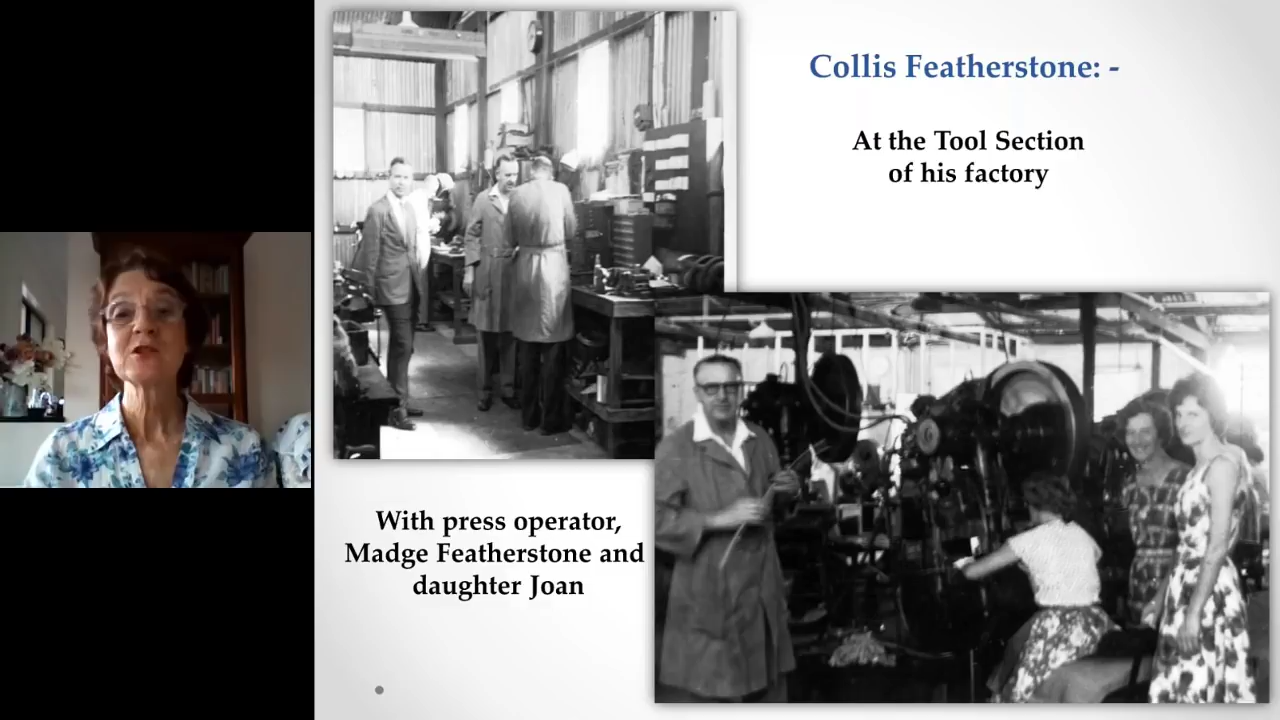 Collis Featherstone: -
At the Tool Section
of his factory
With press operator,
Madge Featherstone and
daughter Joan